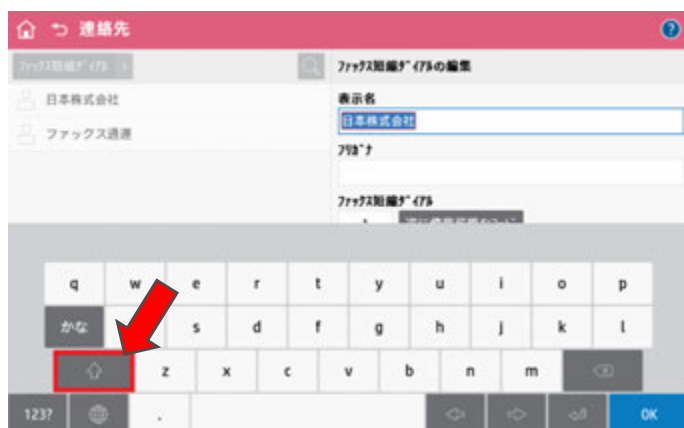 連絡先
?
ﾌｧｯｸｽ短縮ﾀﾞｲｱﾙ
ﾌｧｯｸｽ短縮ﾀﾞｲｱﾙの編集
日本株式会社
ファックス通運
表示名
日本株式会社
ﾌﾘｶﾞﾅ
ﾌｧｯｸｽ短縮ﾀﾞｲｱﾙ
q w e r t y u i o p
かな s d f g h j k l
z x c v b n m
123? . OK